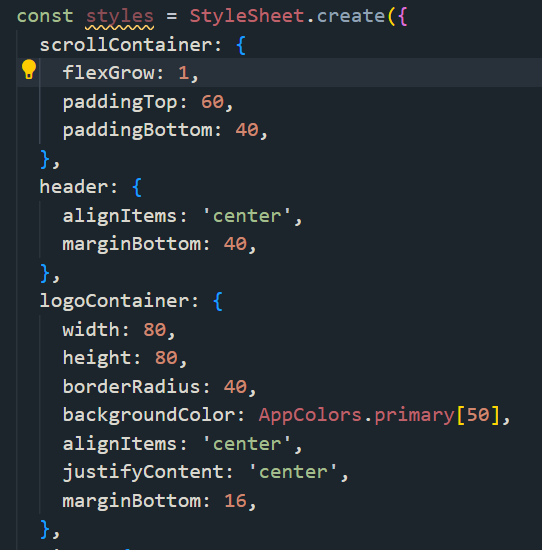 const styles = StyleSheet.create({
  scrollContainer: {
    flexGrow: 1,
    paddingTop: 60,
    paddingBottom: 40,
  },
  header: {
    alignItems: 'center',
    marginBottom: 40,
  },
  logoContainer: {
    width: 80,
    height: 80,
    borderRadius: 40,
    backgroundColor: AppColors.primary[50],
    alignItems: 'center',
    justifyContent: 'center',
    marginBottom: 16,
  },